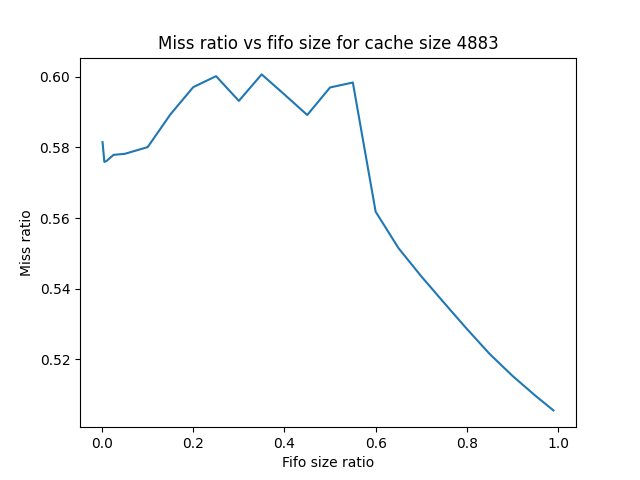 Miss ratio vs fifo size for cache size 4883
0.60
0.58
0.56
0.54
0.52
Miss ratio
0.0 0.2 0.4 0.6 0.8 1.0
Fifo size ratio